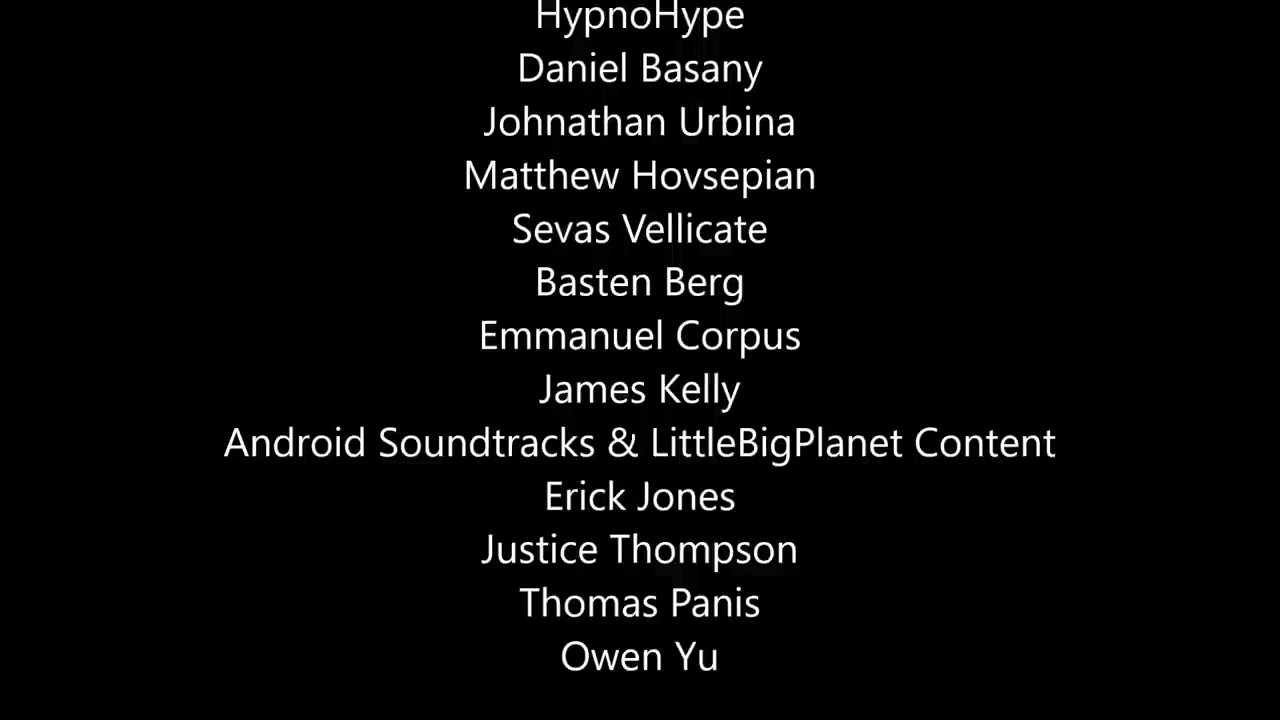 HypnoHype
Daniel Basany
Johnathan Urbina
Matthew Hovsepian
Sevas Vellicate
Basten Berg
Emmanuel Corpus
James Kelly
Android Soundtracks & LittleBigPlanet Content
Erick Jones
Justice Thompson
Thomas Panis
Owen Yu